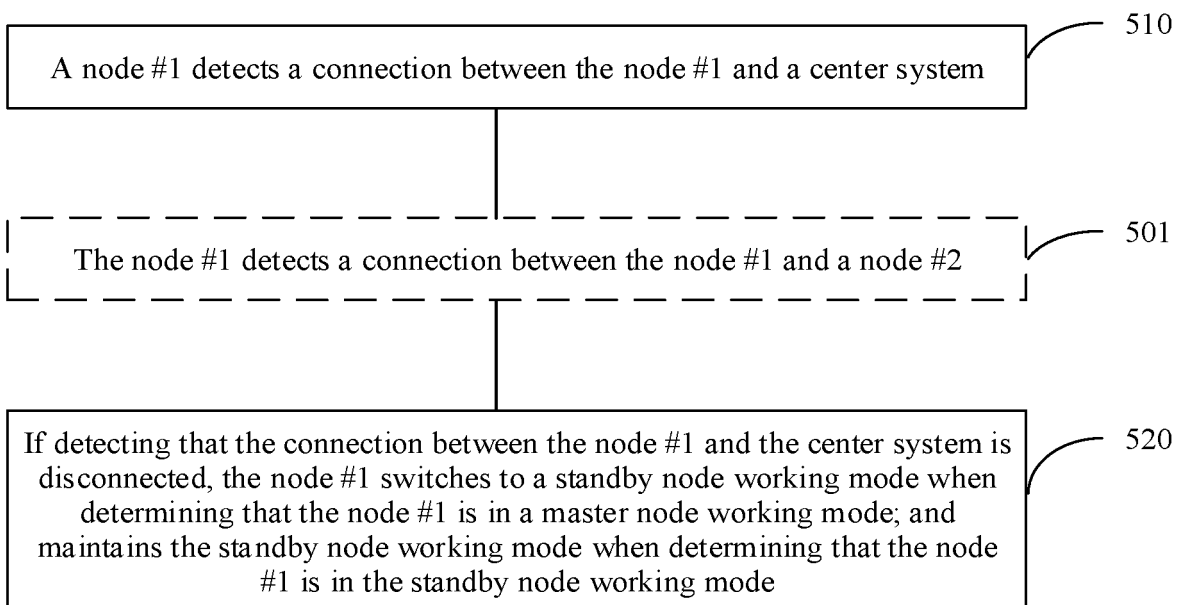 510
A node #1 detects a connection between the node #1 and a center system
501
The node #1 detects a connection between the node #1 and a node #2
520
If detecting that the connection between the node #1 and the center system is
disconnected, the node #1 switches to a standby node working mode when
determining that the node #1 is in a master node working mode; and
maintains the standby node working mode when determining that the node
#1 is in the standby node working mode